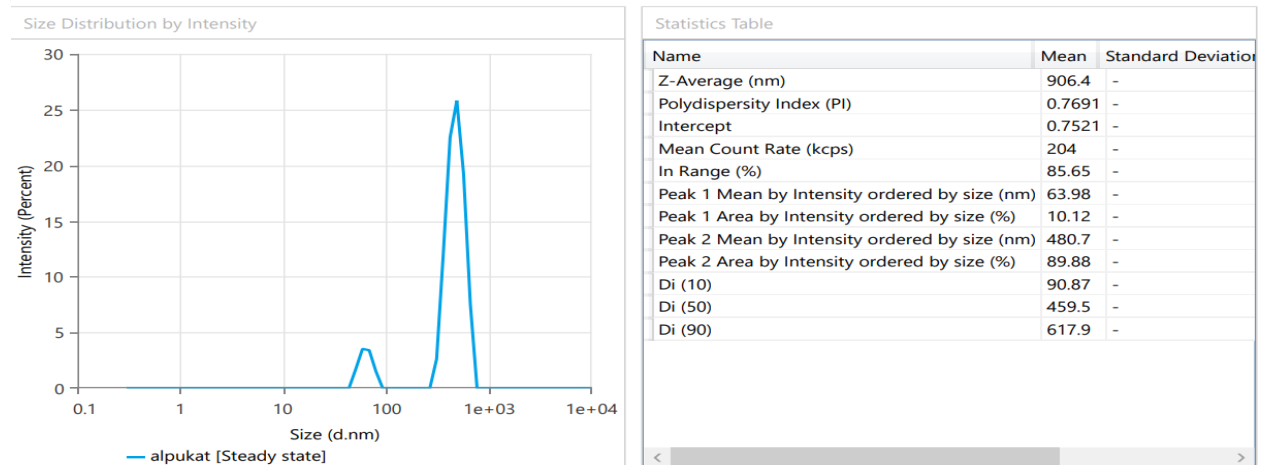 Size Distribution by Intensity
30
25
20
15
10
5
0
Intensity (Percent)
0.1 1 10 100 1e+03 1e+04
Size (d.nm)
alpukat [Steady state]
Statistics Table
Name Mean Standard Deviation
Z-Average (nm) 906.4 -
Polydispersity Index (PI) 0.7691 -
Intercept 0.7521 -
Mean Count Rate (kcps) 204 -
In Range (%) 85.65 -
Peak 1 Mean by Intensity ordered by size (nm) 63.98 -
Peak 1 Area by Intensity ordered by size (%) 10.12 -
Peak 2 Mean by Intensity ordered by size (nm) 480.7 -
Peak 2 Area by Intensity ordered by size (%) 89.88 -
Di (10) 90.87 -
Di (50) 459.5 -
Di (90) 617.9 -